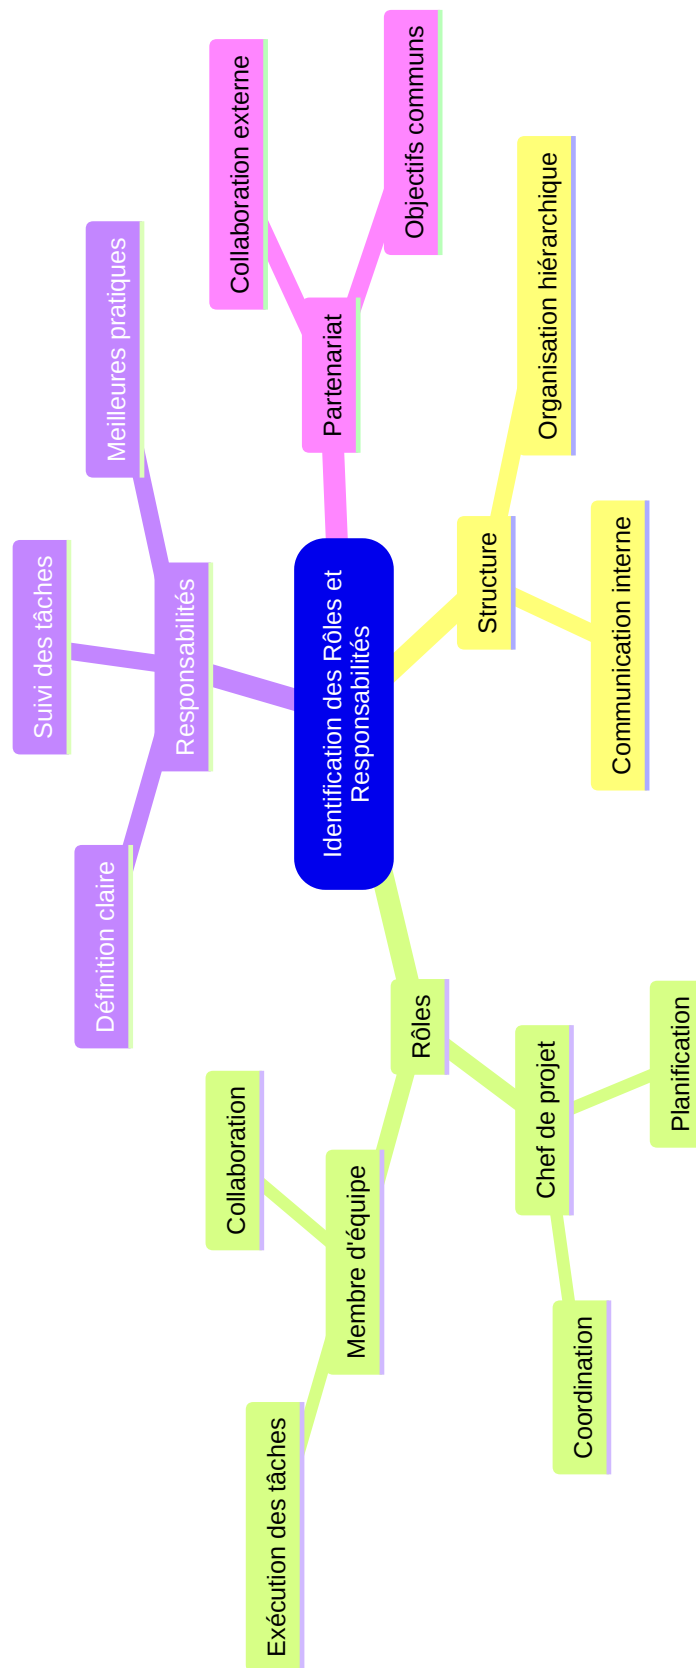 Identification des Rôles et
Responsabilités
Structure
Organisation hiérarchique
Communication interne
Rôles
Chef de projet
Planification
Coordination
Membre d'équipe
Collaboration
Exécution des tâches
Responsabilités
Définition claire
Suivi des tâches
Meilleures pratiques
Partenariat
Collaboration externe
Objectifs communs